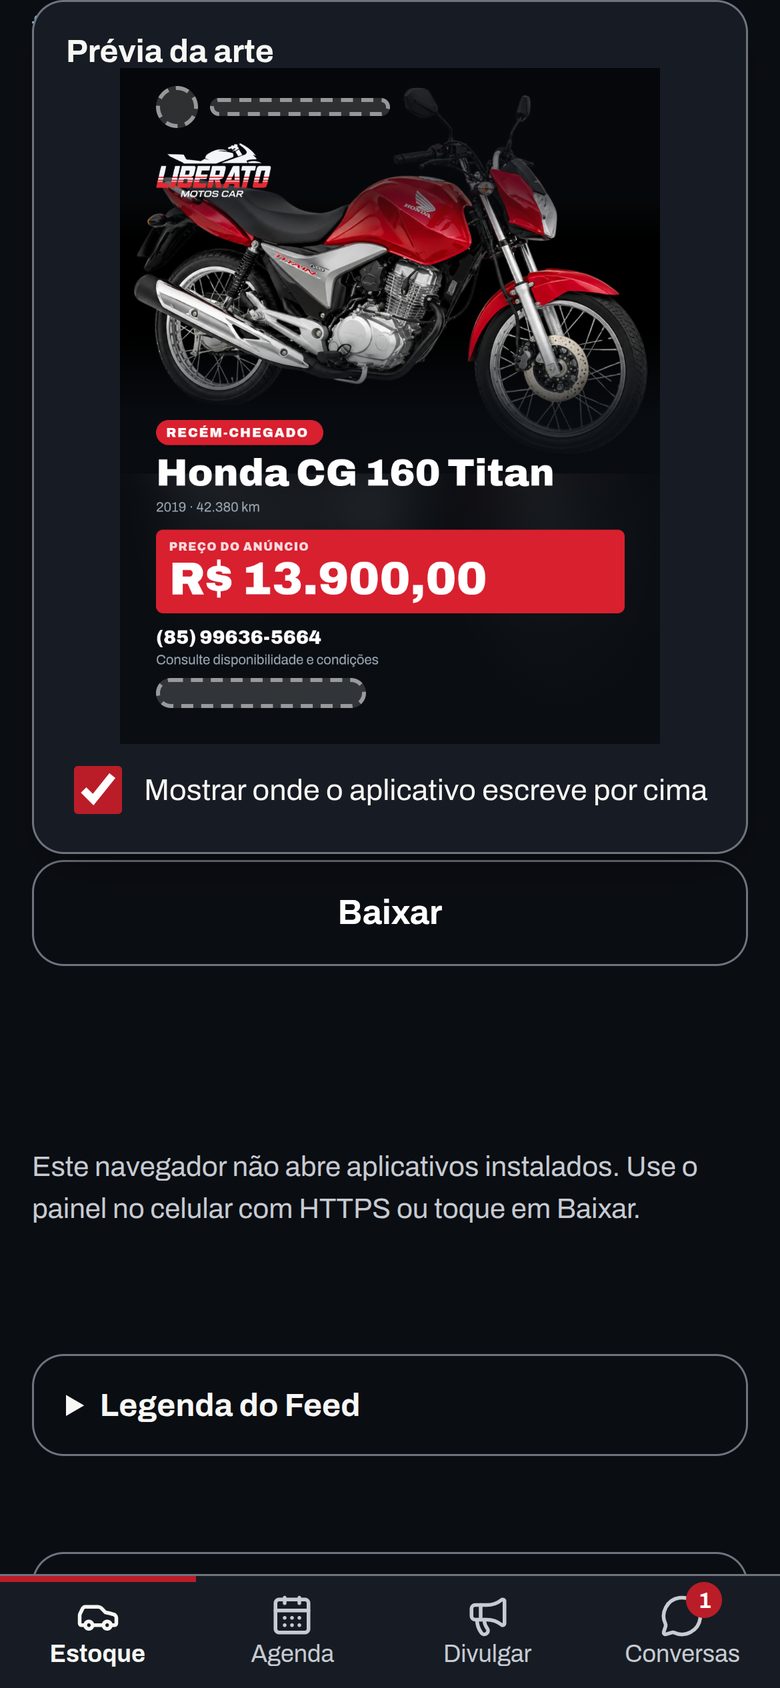 Prévia da arte
LIBERATO
MOTOS CAR
HONDA
TITAN
RECÉM-CHEGADO
Honda CG 160 Titan
2019 · 42.380 km
PREÇO DO ANÚNCIO
R$ 13.900,00
(85) 99636-5664
Consulte disponibilidade e condições
Mostrar onde o aplicativo escreve por cima
Baixar
Este navegador não abre aplicativos instalados. Use o
painel no celular com HTTPS ou toque em Baixar.
Legenda do Feed
1
Estoque
Agenda
Divulgar
Conversas